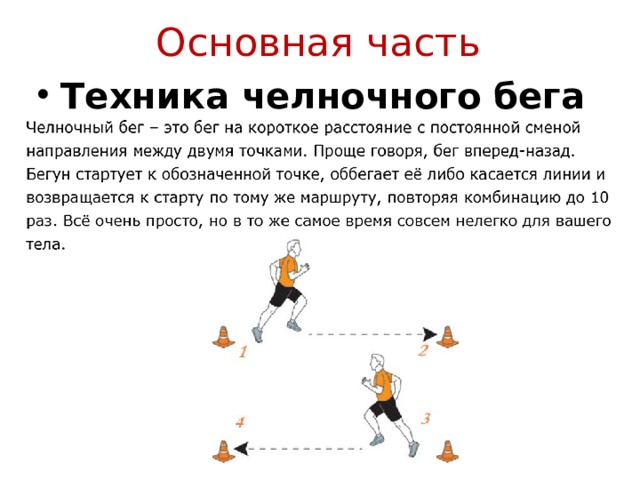 Основная часть
• Техника челночного бега
Челночный бег – это бег на короткое расстояние с постоянной сменой
направления между двумя точками. Проще говоря, бег вперед-назад.
Бегун стартует к обозначенной точке, оббегает её либо касается линии и
возвращается к старту по тому же маршруту, повторяя комбинацию до 10
раз. Всё очень просто, но в то же самое время совсем нелегко для вашего
тела.
1 2
4 3